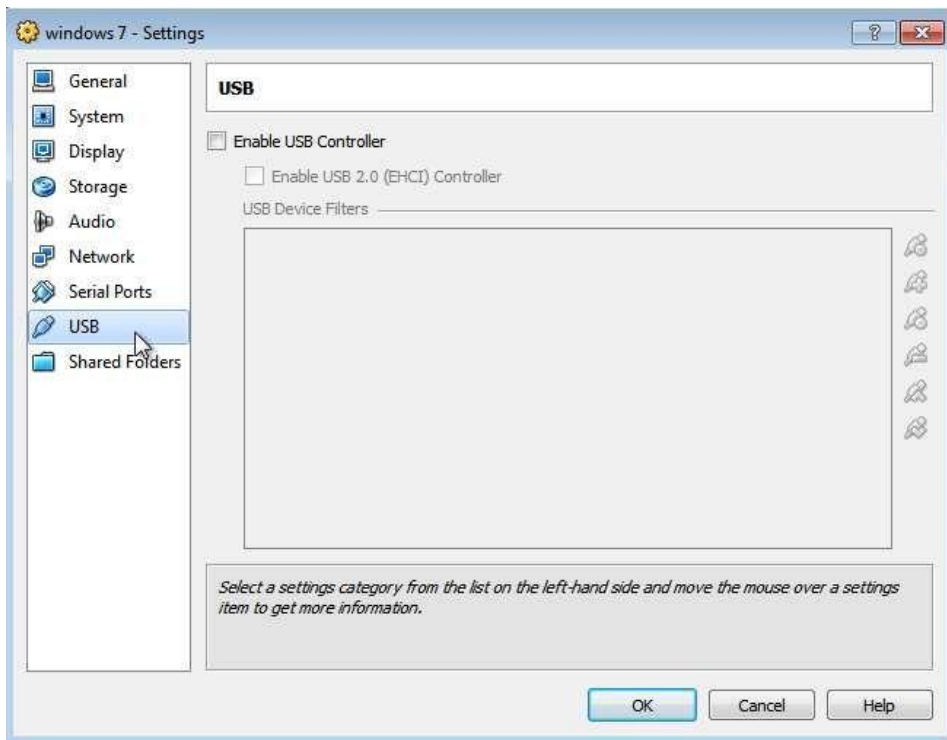 windows 7 - Settings
?
General
System
Display
Storage
Audio
Network
Serial Ports
USB
Shared Folders
USB
Enable USB Controller
Enable USB 2.0 (EHCI) Controller
USB Device Filters
Select a settings category from the list on the left-hand side and move the mouse over a settings
item to get more information.
OK
Cancel
Help